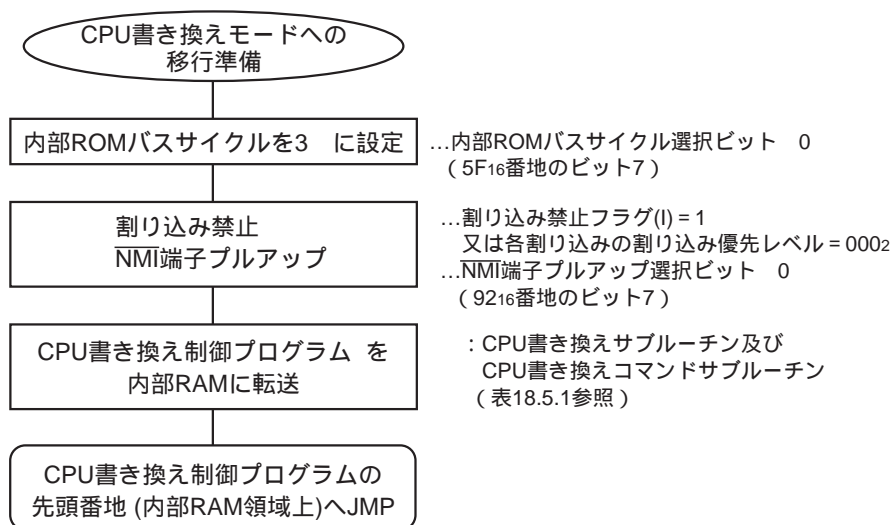 CPU書き換えモードへの
移行準備
内部ROMバスサイクルを3 に設定
…内部ROMバスサイクル選択ビット 0
(5F16番地のビット7)
割り込み禁止
NMI端子プルアップ
…割り込み禁止フラグ(I) = 1
又は各割り込みの割り込み優先レベル = 0002
…NMI端子プルアップ選択ビット 0
(9216番地のビット7)
CPU書き換え制御プログラム を
内部RAMに転送
:CPU書き換えサブルーチン及び
CPU書き換えコマンドサブルーチン
(表18.5.1参照)
CPU書き換え制御プログラムの
先頭番地 (内部RAM領域上)へJMP